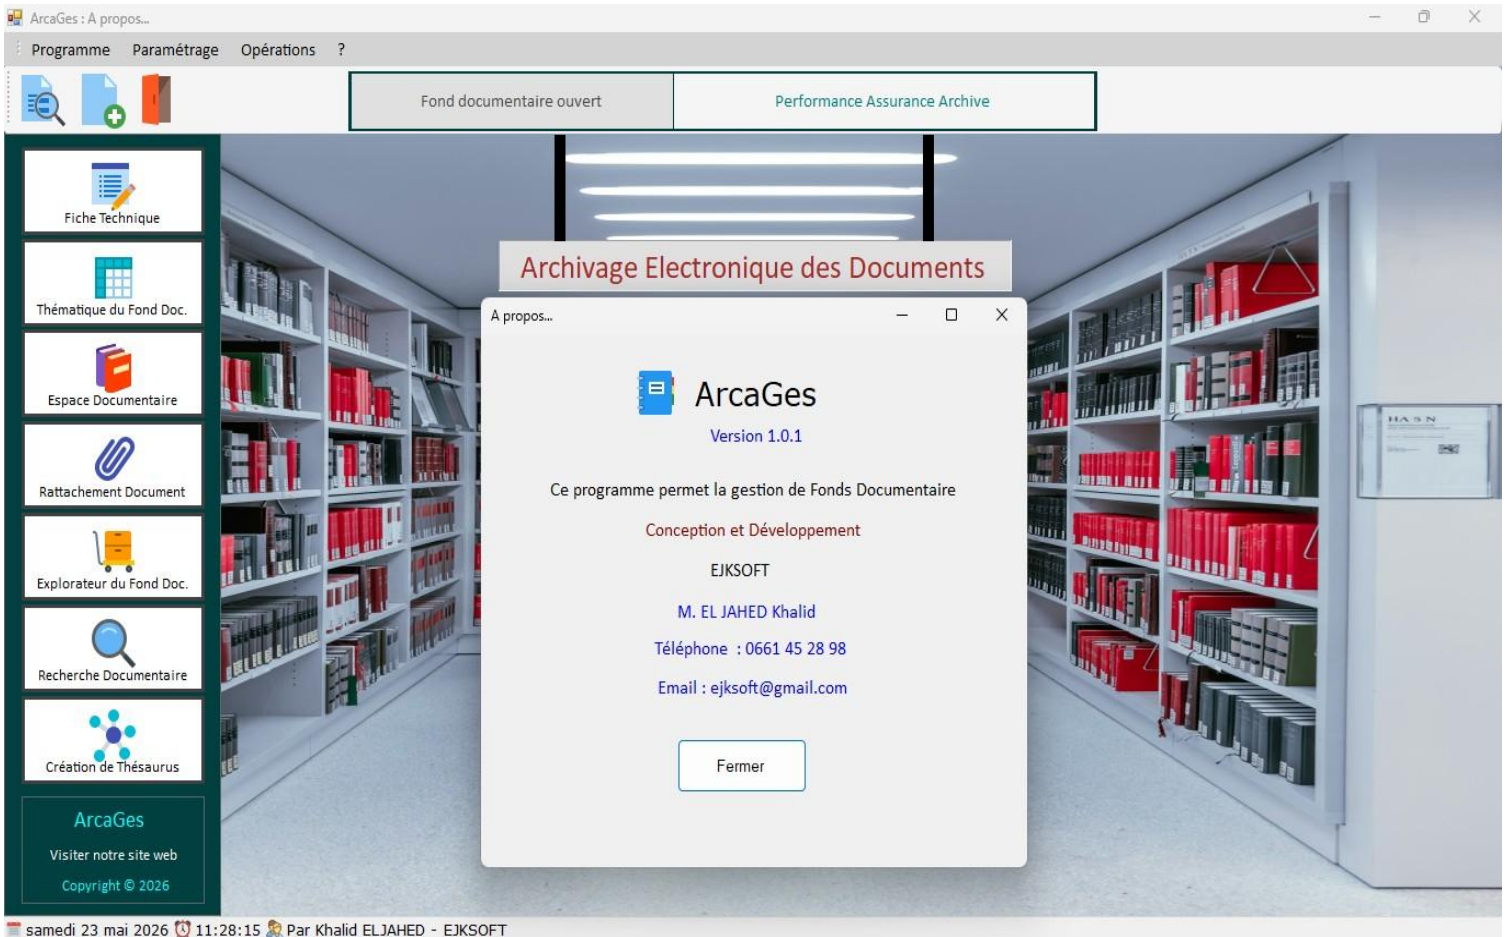 ArcaGes : A propos...
Programme Paramétrage Opérations ?
Fond documentaire ouvert Performance Assurance Archive
Fiche Technique
Thématique du Fond Doc.
Espace Documentaire
Rattachement Document
Explorateur du Fond Doc.
Recherche Documentaire
Création de Thésaurus
ArcaGes
Visiter notre site web
Copyright © 2026
Archivage Electronique des Documents
A propos...
ArcaGes
Version 1.0.1
Ce programme permet la gestion de Fonds Documentaire
Conception et Développement
EJKSOFT
M. EL JAHED Khalid
Téléphone : 0661 45 28 98
Email : ejksoft@gmail.com
Fermer
samedi 23 mai 2026 11:28:15 Par Khalid ELJAHED - EJKSOFT